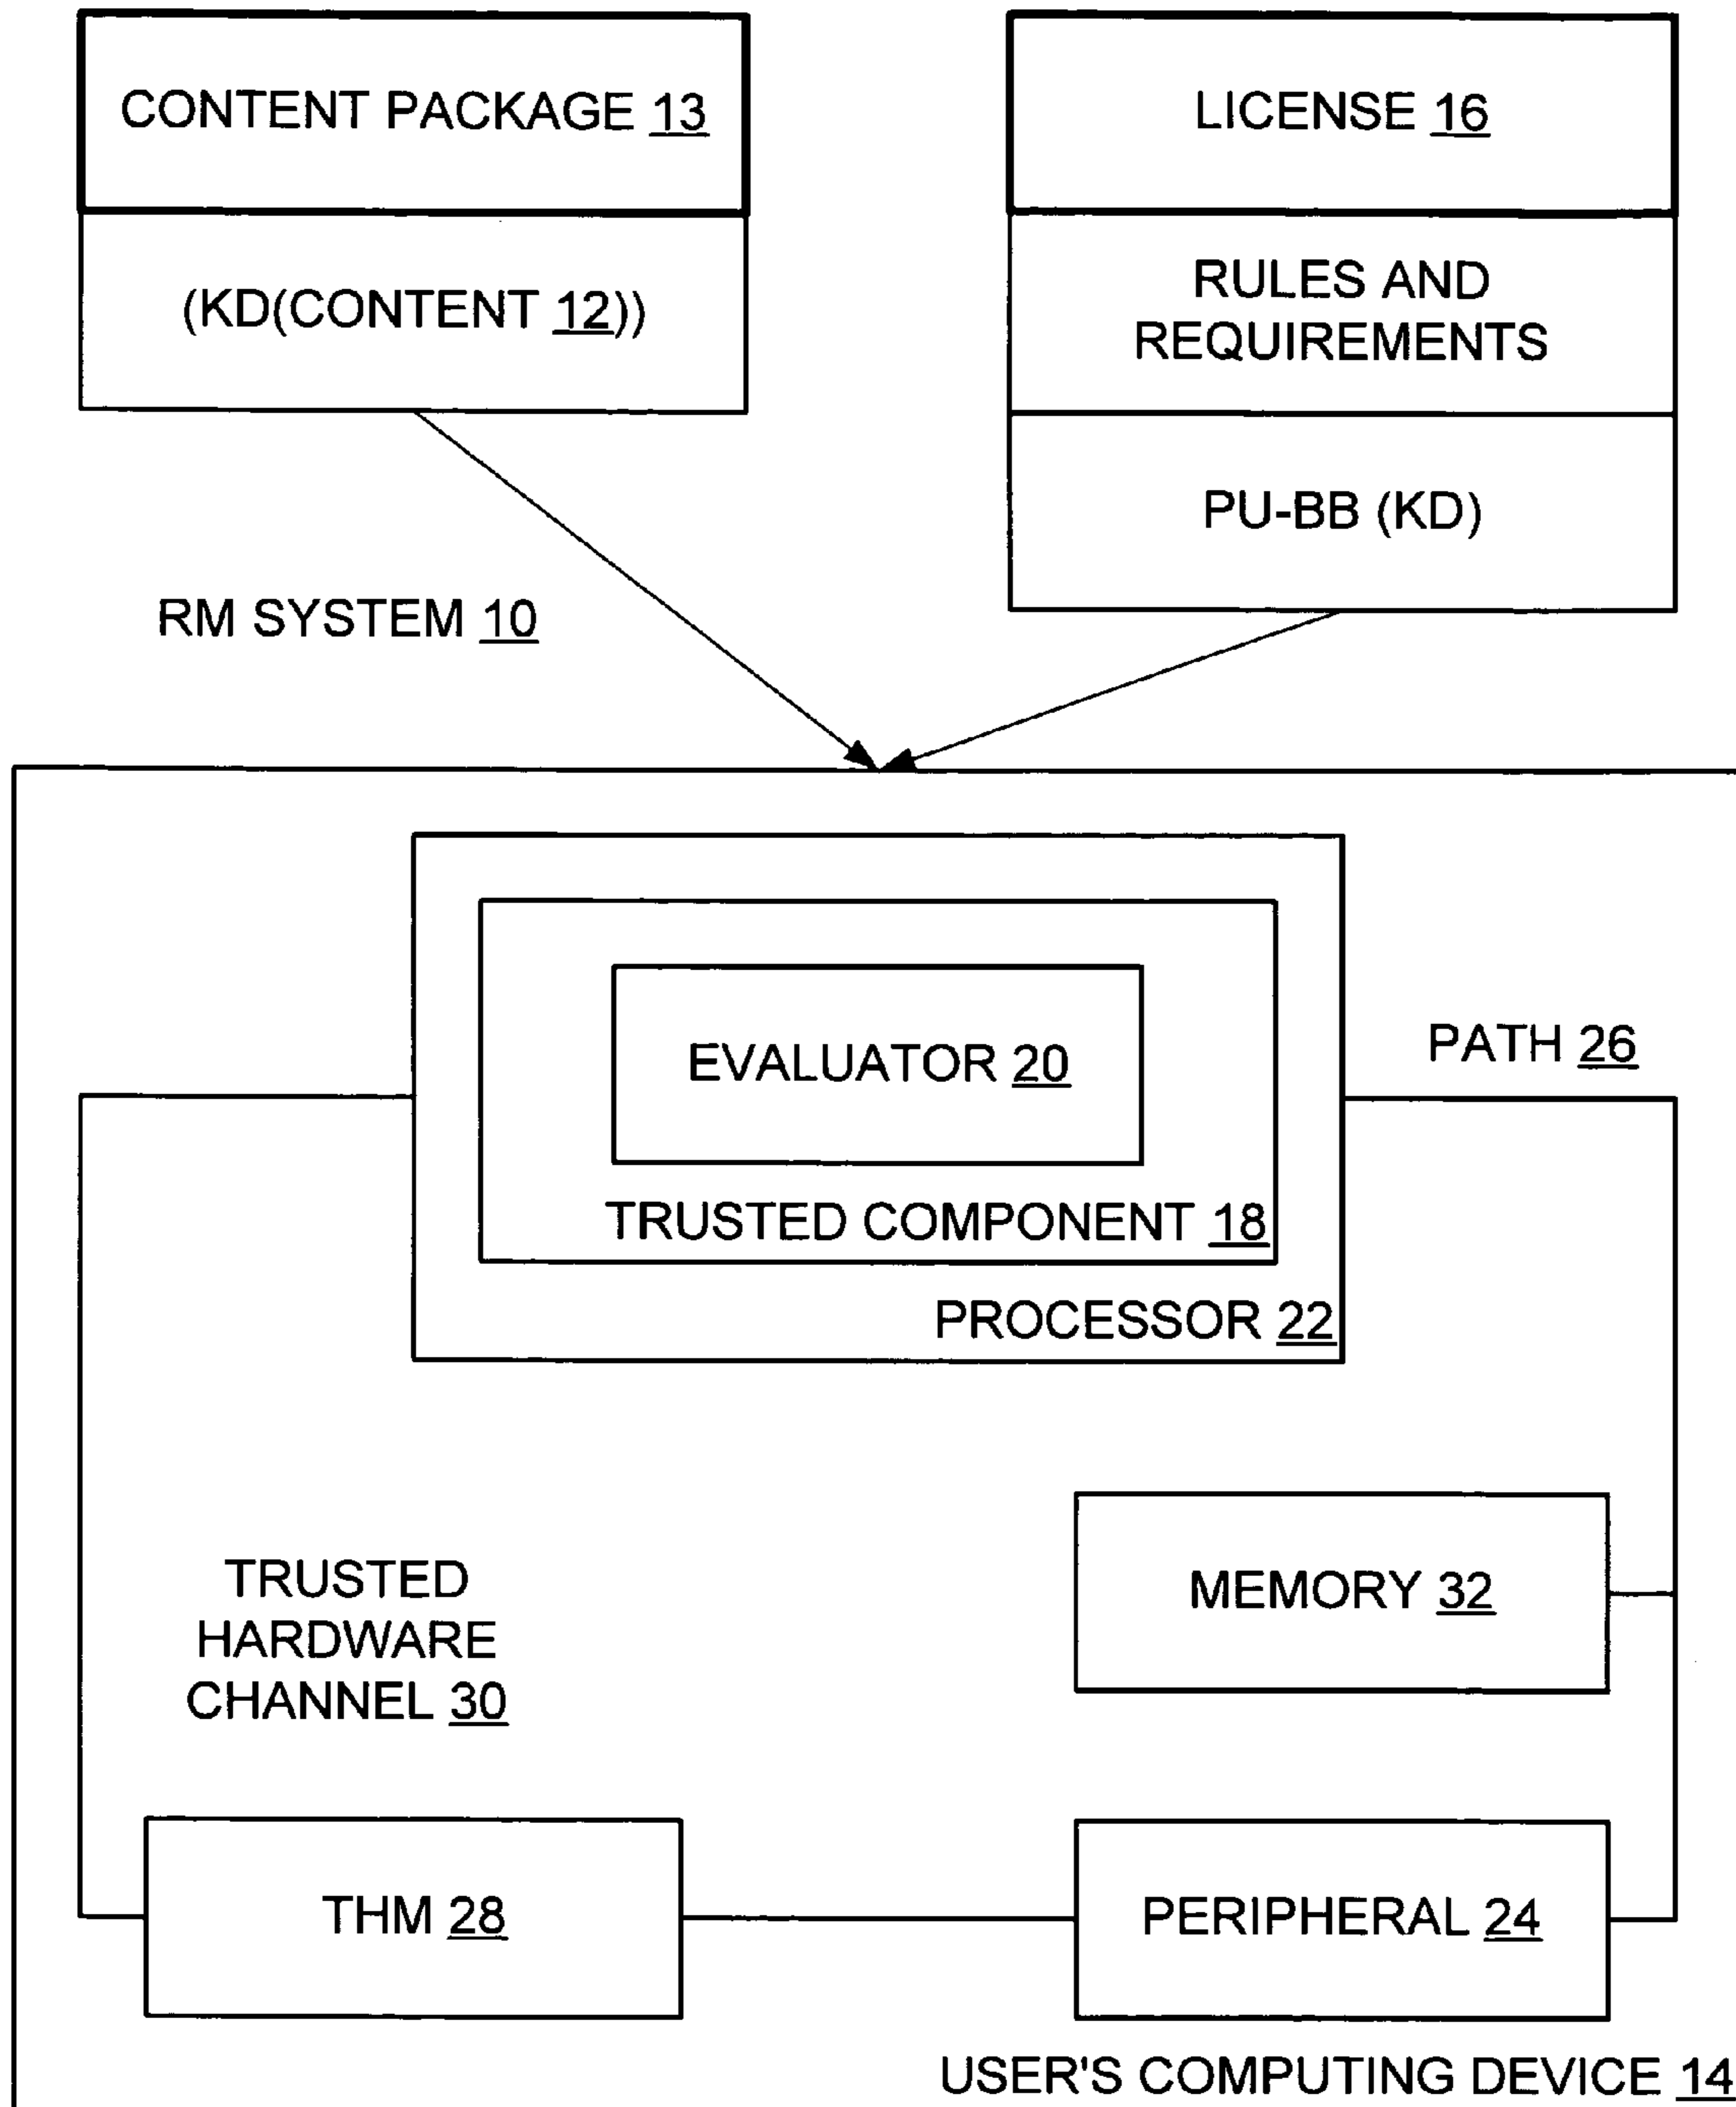 CONTENT PACKAGE 13
(KD(CONTENT 12))
LICENSE 16
RULES AND
REQUIREMENTS
PU-BB (KD)
RM SYSTEM 10
EVALUATOR 20
TRUSTED COMPONENT 18
PROCESSOR 22
PATH 26
TRUSTED
HARDWARE
CHANNEL 30
MEMORY 32
THM 28
PERIPHERAL 24
USER'S COMPUTING DEVICE 14